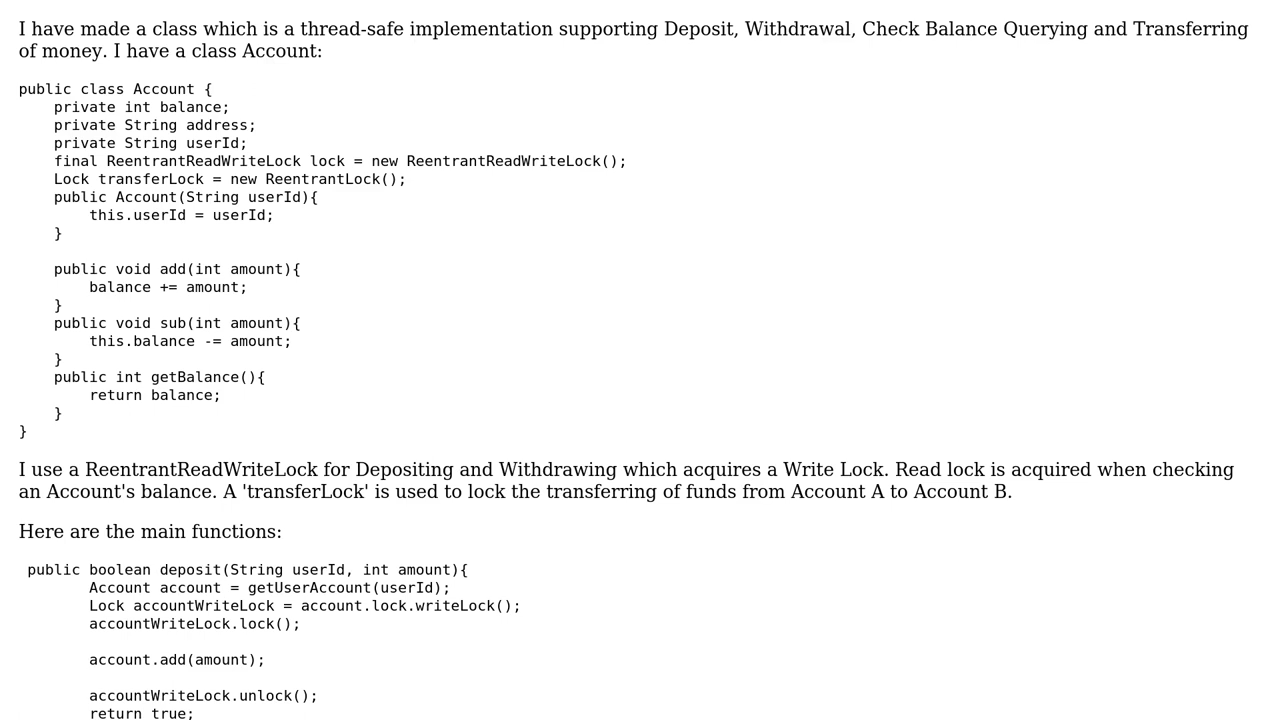 I have made a class which is a thread-safe implementation supporting Deposit, Withdrawal, Check Balance Querying and Transferring
of money. I have a class Account:
public class Account {
    private int balance;
    private String address;
    private String userId;
    final ReentrantReadWriteLock lock = new ReentrantReadWriteLock();
    Lock transferLock = new ReentrantLock();
    public Account(String userId){
        this.userId = userId;
    }
    public void add(int amount){
        balance += amount;
    }
    public void sub(int amount){
        this.balance -= amount;
    }
    public int getBalance(){
        return balance;
    }
}
I use a ReentrantReadWriteLock for Depositing and Withdrawing which acquires a Write Lock. Read lock is acquired when checking
an Account's balance. A 'transferLock' is used to lock the transferring of funds from Account A to Account B.
Here are the main functions:
 public boolean deposit(String userId, int amount){
        Account account = getUserAccount(userId);
        Lock accountWriteLock = account.lock.writeLock();
        accountWriteLock.lock();
        account.add(amount);
        accountWriteLock.unlock();
        return true;